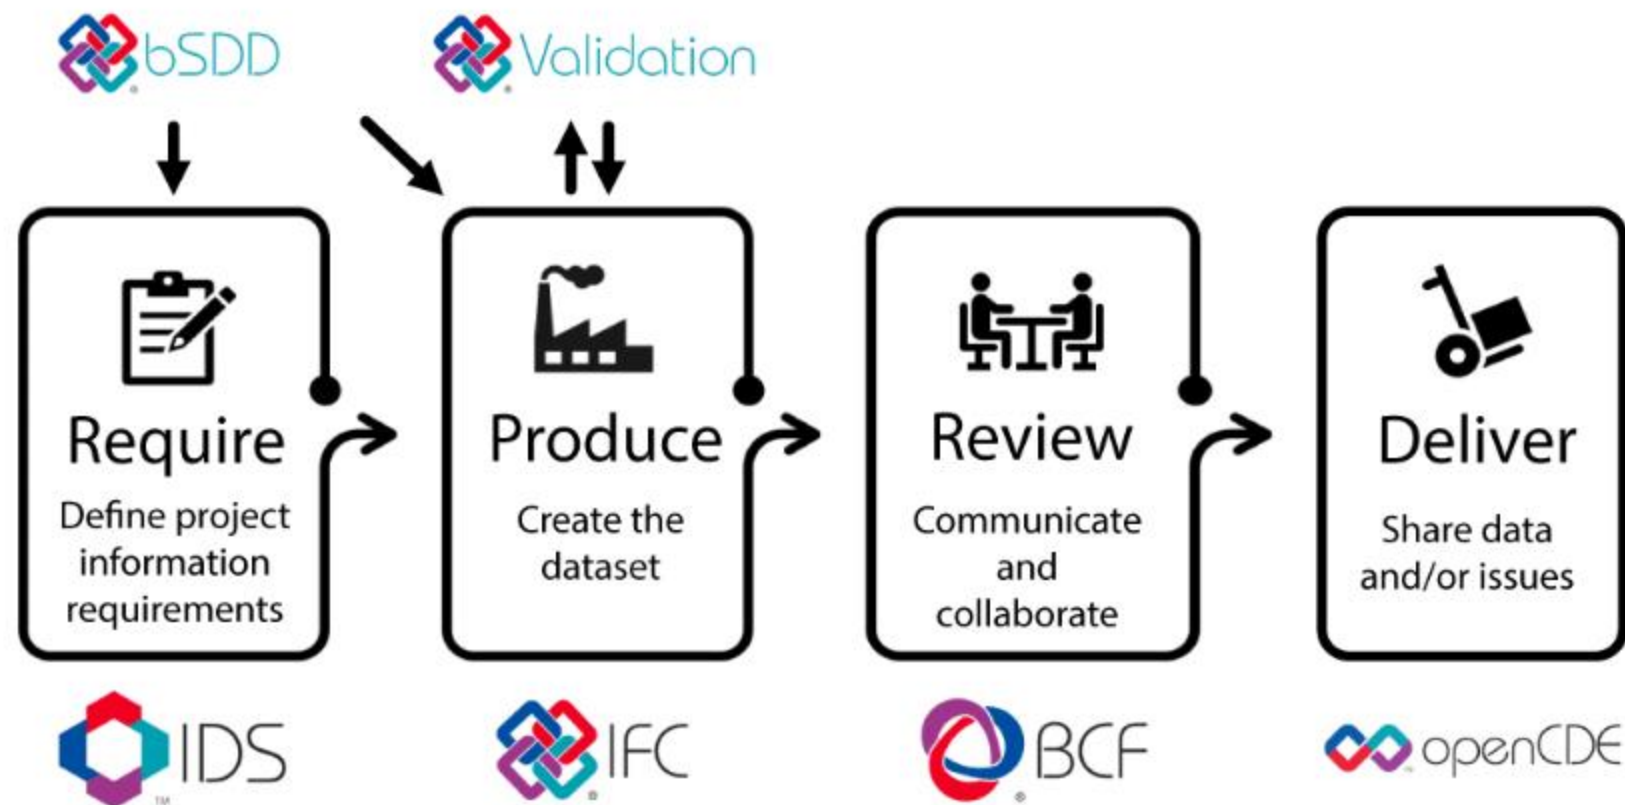 bSDD
Validation
Require
Define project
information
requirements
Produce
Create the
dataset
Review
Communicate
and
collaborate
Deliver
Share data
and/or issues
IDS
TM
IFC
®
BCF
®
openCDE